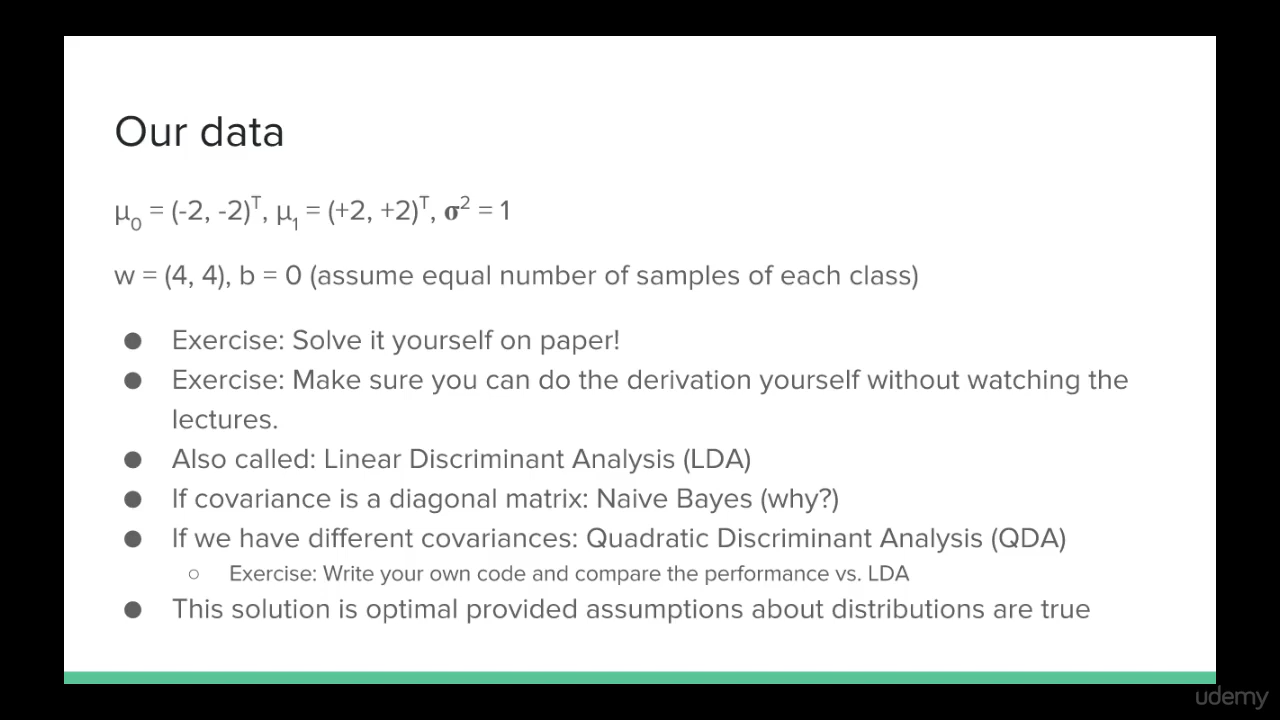 Our data
μ₀ = (-2, -2)ᵀ, μ₁ = (+2, +2)ᵀ, σ² = 1
w = (4, 4), b = 0 (assume equal number of samples of each class)
● Exercise: Solve it yourself on paper!
● Exercise: Make sure you can do the derivation yourself without watching the
lectures.
● Also called: Linear Discriminant Analysis (LDA)
● If covariance is a diagonal matrix: Naive Bayes (why?)
● If we have different covariances: Quadratic Discriminant Analysis (QDA)
○ Exercise: Write your own code and compare the performance vs. LDA
● This solution is optimal provided assumptions about distributions are true
udemy